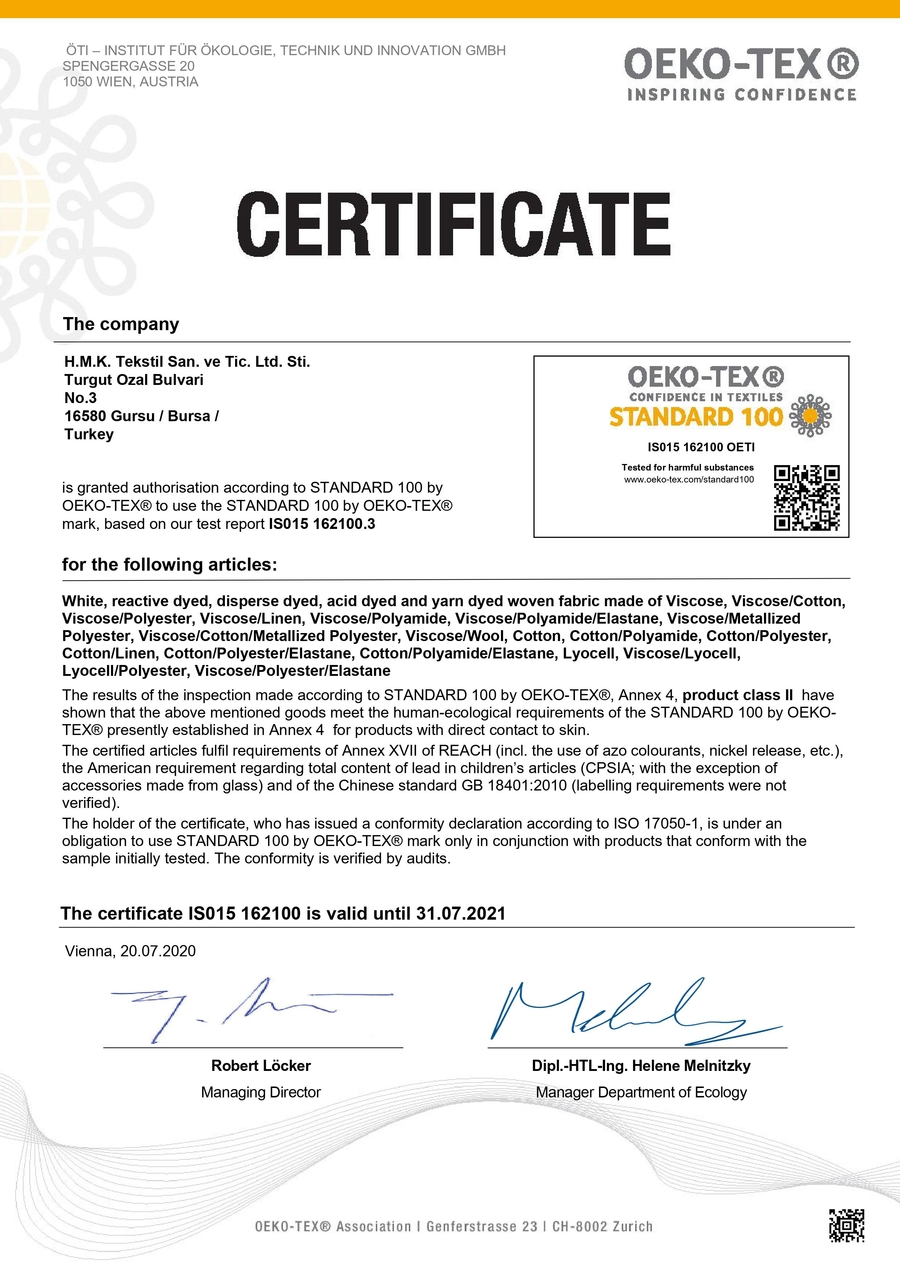 ÖTI – INSTITUT FÜR ÖKOLOGIE, TECHNIK UND INNOVATION GMBH
SPENGERGASSE 20
1050 WIEN, AUSTRIA
OEKO-TEX®
INSPIRING CONFIDENCE
CERTIFICATE
The company
H.M.K. Tekstil San. ve Tic. Ltd. Sti.
Turgut Ozal Bulvari
No.3
16580 Gursu / Bursa /
Turkey
OEKO-TEX®
CONFIDENCE IN TEXTILES
STANDARD 100
IS015 162100 OETI
Tested for harmful substances
www.oeko-tex.com/standard100
is granted authorisation according to STANDARD 100 by
OEKO-TEX® to use the STANDARD 100 by OEKO-TEX®
mark, based on our test report IS015 162100.3
for the following articles:
White, reactive dyed, disperse dyed, acid dyed and yarn dyed woven fabric made of Viscose, Viscose/Cotton,
Viscose/Polyester, Viscose/Linen, Viscose/Polyamide, Viscose/Polyamide/Elastane, Viscose/Metallized
Polyester, Viscose/Cotton/Metallized Polyester, Viscose/Wool, Cotton, Cotton/Polyamide, Cotton/Polyester,
Cotton/Linen, Cotton/Polyester/Elastane, Cotton/Polyamide/Elastane, Lyocell, Viscose/Lyocell,
Lyocell/Polyester, Viscose/Polyester/Elastane
The results of the inspection made according to STANDARD 100 by OEKO-TEX®, Annex 4, product class II have
shown that the above mentioned goods meet the human-ecological requirements of the STANDARD 100 by OEKO-
TEX® presently established in Annex 4 for products with direct contact to skin.
The certified articles fulfil requirements of Annex XVII of REACH (incl. the use of azo colourants, nickel release, etc.),
the American requirement regarding total content of lead in children's articles (CPSIA; with the exception of
accessories made from glass) and of the Chinese standard GB 18401:2010 (labelling requirements were not
verified).
The holder of the certificate, who has issued a conformity declaration according to ISO 17050-1, is under an
obligation to use STANDARD 100 by OEKO-TEX® mark only in conjunction with products that conform with the
sample initially tested. The conformity is verified by audits.
The certificate IS015 162100 is valid until 31.07.2021
Vienna, 20.07.2020
Robert Löcker
Managing Director
Dipl.-HTL-Ing. Helene Melnitzky
Manager Department of Ecology
OEKO-TEX® Association | Genferstrasse 23 | CH-8002 Zurich